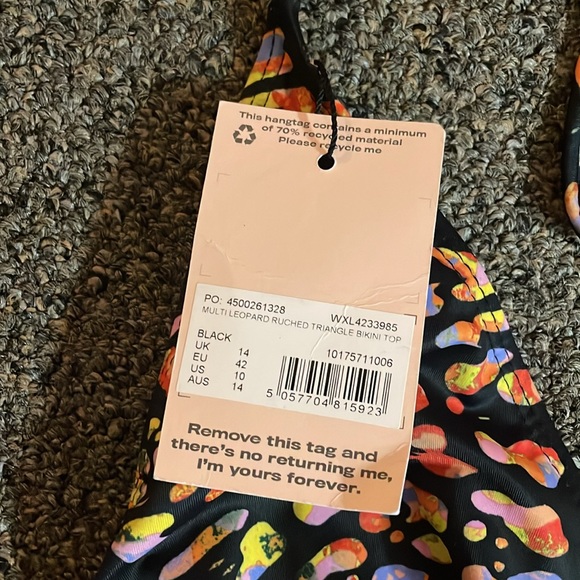 This hangtag contains a minimum
of 70% recycled material
Please recycle me
PO: 4500261328 WXL4233985
MULTI LEOPARD RUCHED TRIANGLE BIKINI TOP
BLACK
UK 14 10175711006
EU 42
US 10
AUS 14
5 057704 815923
Remove this tag and
there's no returning me,
I'm yours forever.